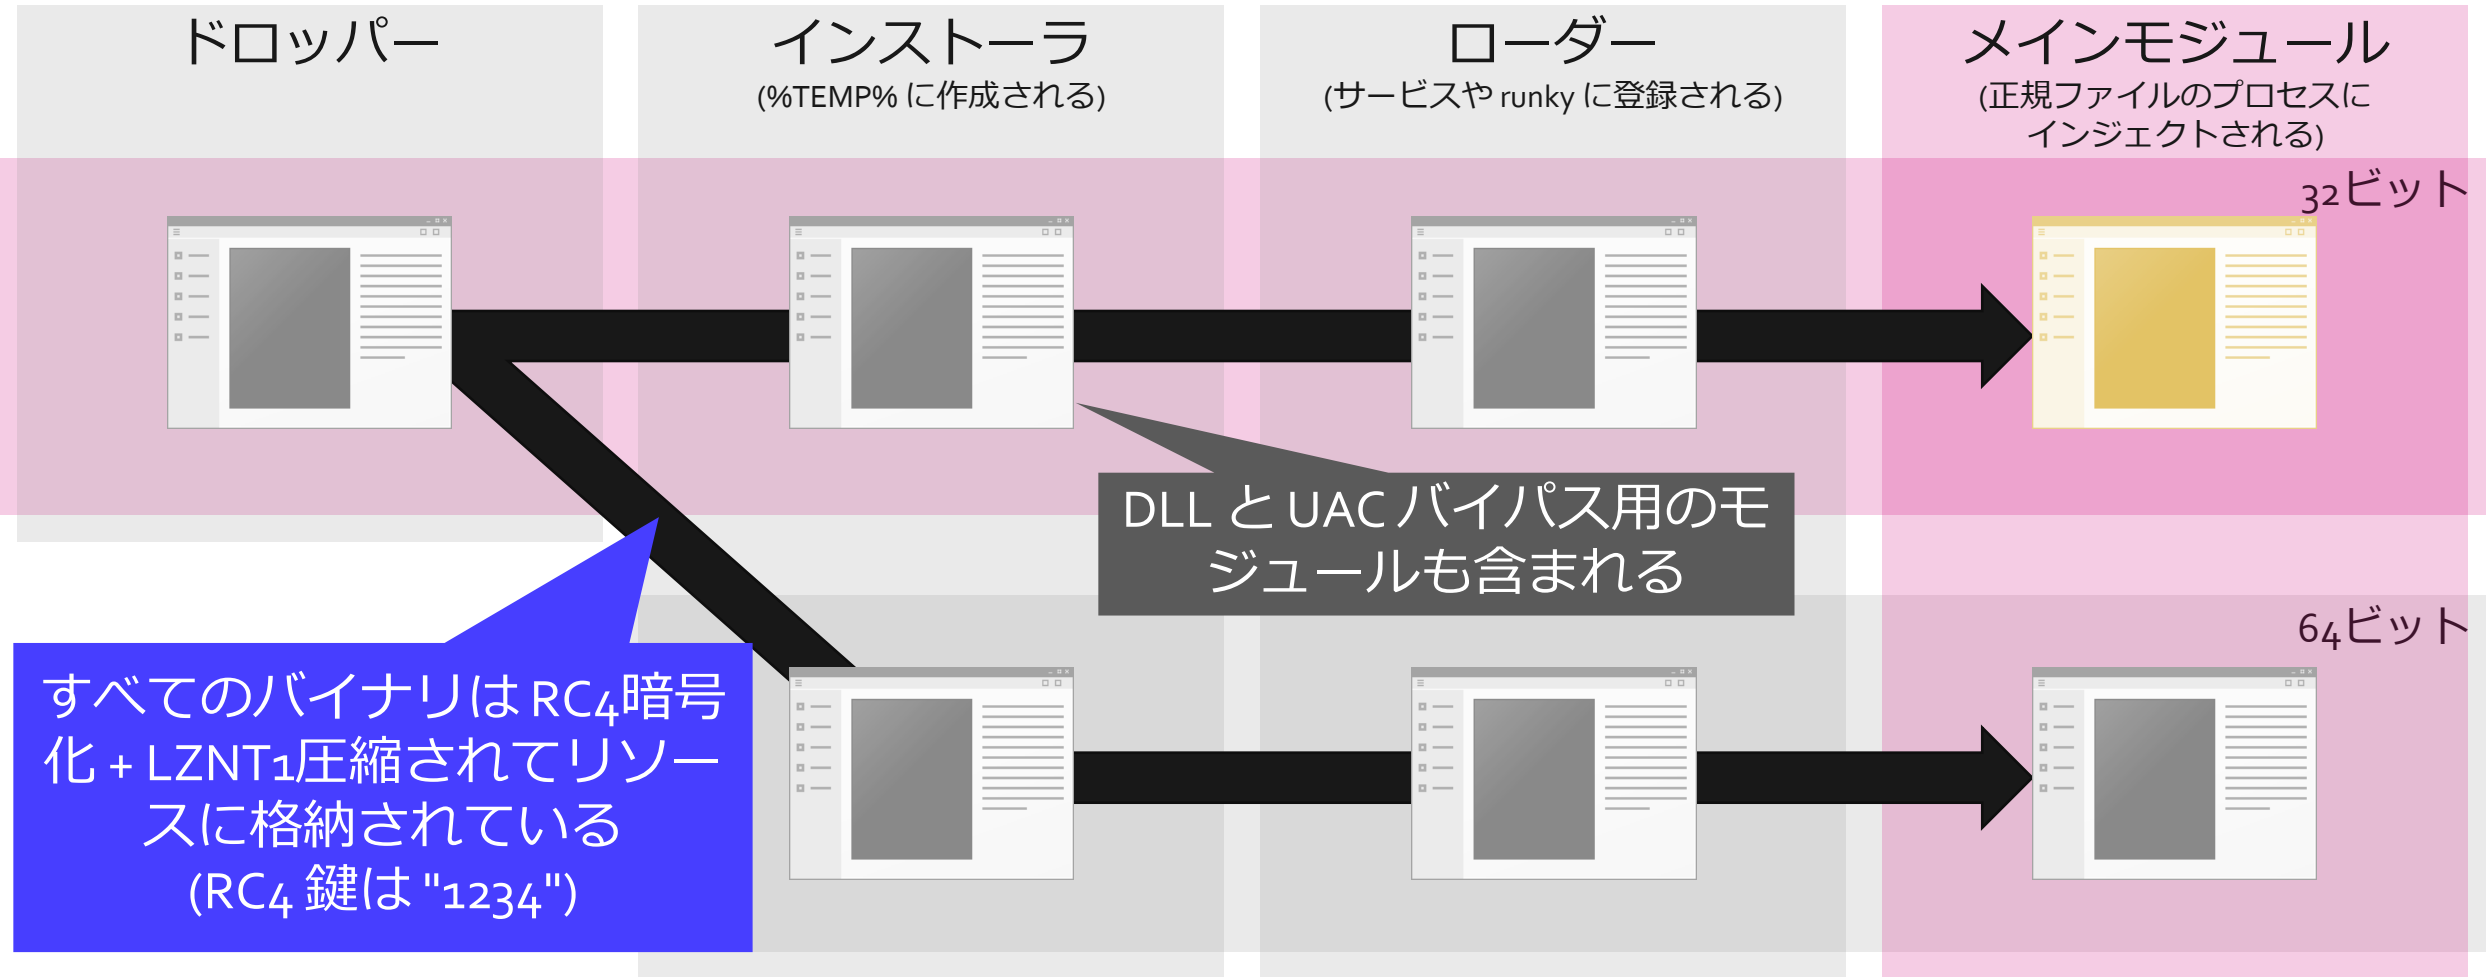 ドロッパー
インストーラ
(%TEMP% に作成される)
ローダー
(サービスや runky に登録される)
メインモジュール
(正規ファイルのプロセスに
インジェクトされる)
32ビット
DLL と UAC バイパス用のモ
ジュールも含まれる
64ビット
すべてのバイナリは RC4暗号
化 + LZNT1圧縮されてリソー
スに格納されている
(RC4 鍵は "1234")